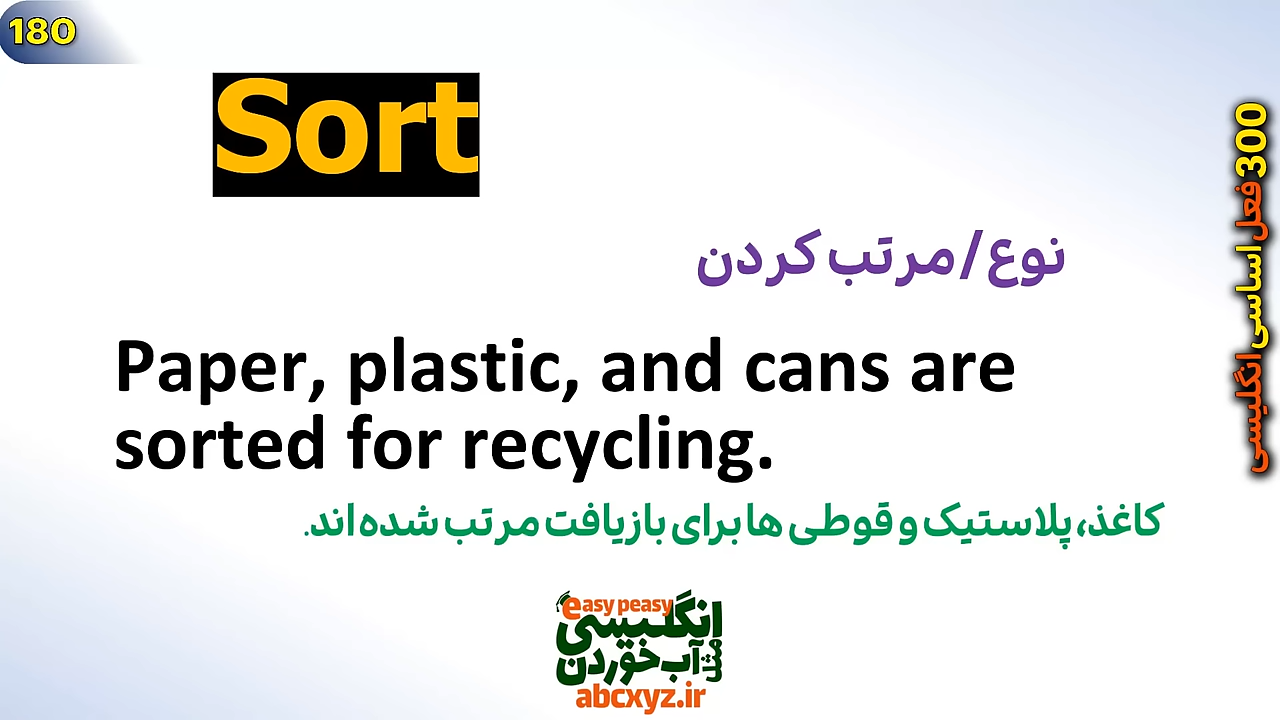 180
Sort
300 فعل اساسی انگلیسی
نوع/مرتب کردن
Paper, plastic, and cans are
sorted for recycling.
کاغذ، پلاستیک و قوطی ها برای بازیافت مرتب شده اند.
easy peasy
انگلیسی
مثل آب خوردن
abcxyz.ir